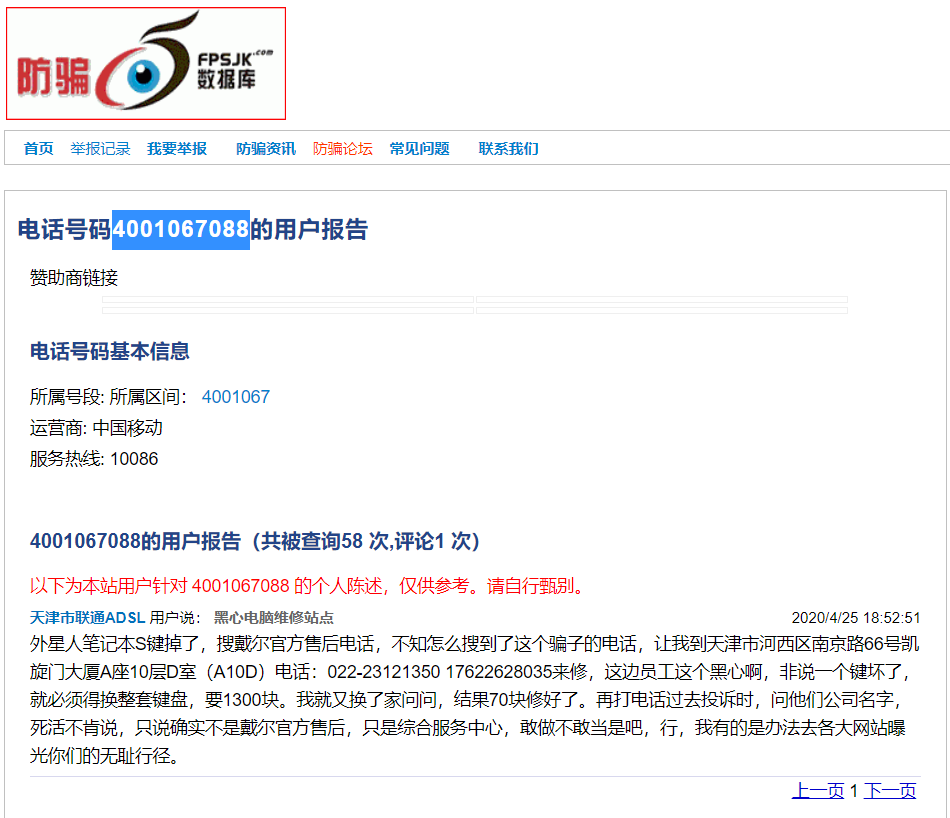 防骗
FPSJK.com
数据库
首页 举报记录 我要举报 防骗资讯 防骗论坛 常见问题 联系我们
电话号码4001067088的用户报告
赞助商链接
电话号码基本信息
所属号段: 所属区间： 4001067
运营商: 中国移动
服务热线: 10086
4001067088的用户报告（共被查询58 次,评论1 次）
以下为本站用户针对 4001067088 的个人陈述，仅供参考。请自行甄别。
天津市联通ADSL 用户说： 黑心电脑维修站点 2020/4/25 18:52:51
外星人笔记本S键掉了，搜戴尔官方售后电话，不知怎么搜到了这个骗子的电话，让我到天津市河西区南京路66号凯
旋门大厦A座10层D室（A10D）电话：022-23121350 17622628035来修，这边员工这个黑心啊，非说一个键坏了，
就必须得换整套键盘，要1300块。我就又换了家问问，结果70块修好了。再打电话过去投诉时，问他们公司名字，
死活不肯说，只说确实不是戴尔官方售后，只是综合服务中心，敢做不敢当是吧，行，我有的是办法去各大网站曝
光你们的无耻行径。
上一页 1 下一页